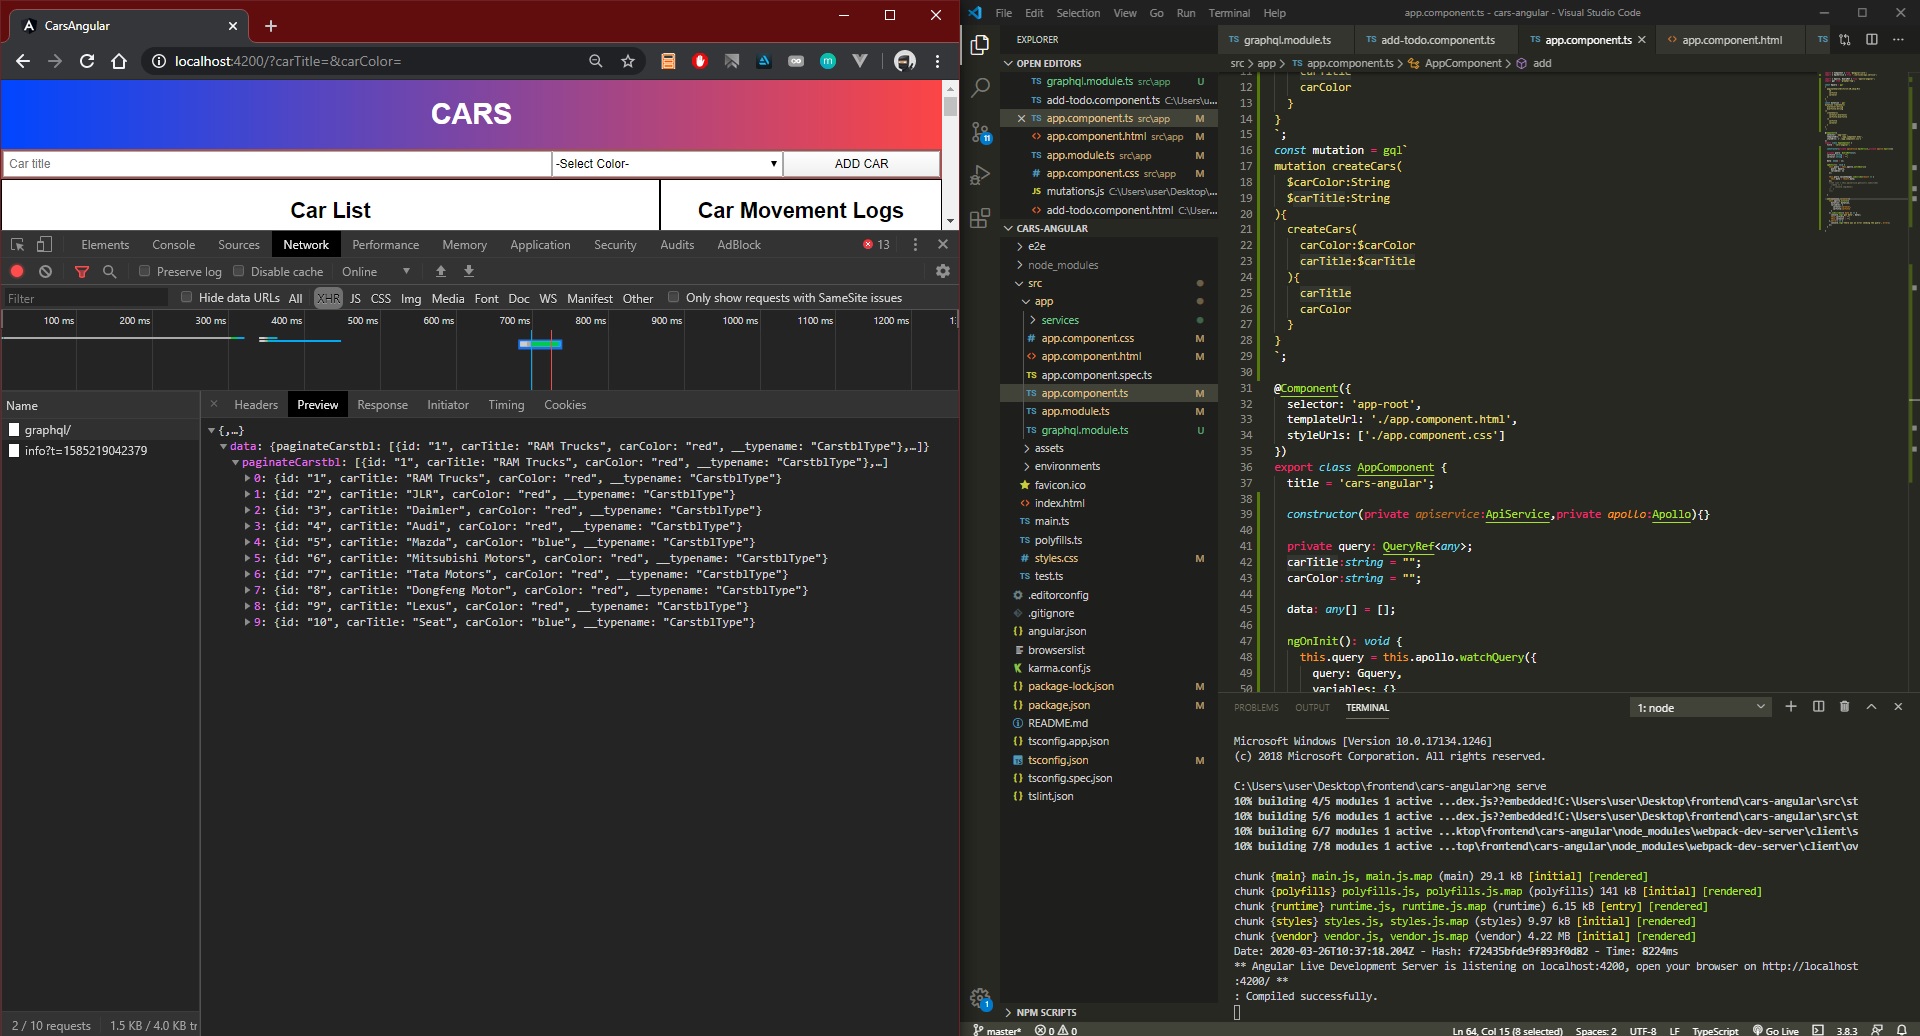 CarsAngular
localhost:4200/?carTitle=&carColor=
CARS
Car title
-Select Color-
ADD CAR
Car List
Car Movement Logs
Elements Console Sources Network Performance Memory Application Security Audits AdBlock 13
Preserve log Disable cache Online
Filter Hide data URLs All XHR JS CSS Img Media Font Doc WS Manifest Other Only show requests with SameSite issues
100 ms 200 ms 300 ms 400 ms 500 ms 600 ms 700 ms 800 ms 900 ms 1000 ms 1100 ms 1200 ms
Name
graphql/
info?t=1585219042379
Headers Preview Response Initiator Timing Cookies
{,…}
data: {paginateCarstbl: [{id: "1", carTitle: "RAM Trucks", carColor: "red", __typename: "CarstblType"},…]}
paginateCarstbl: [{id: "1", carTitle: "RAM Trucks", carColor: "red", __typename: "CarstblType"},…]
0: {id: "1", carTitle: "RAM Trucks", carColor: "red", __typename: "CarstblType"}
1: {id: "2", carTitle: "JLR", carColor: "red", __typename: "CarstblType"}
2: {id: "3", carTitle: "Daimler", carColor: "red", __typename: "CarstblType"}
3: {id: "4", carTitle: "Audi", carColor: "red", __typename: "CarstblType"}
4: {id: "5", carTitle: "Mazda", carColor: "blue", __typename: "CarstblType"}
5: {id: "6", carTitle: "Mitsubishi Motors", carColor: "red", __typename: "CarstblType"}
6: {id: "7", carTitle: "Tata Motors", carColor: "red", __typename: "CarstblType"}
7: {id: "8", carTitle: "Dongfeng Motor", carColor: "red", __typename: "CarstblType"}
8: {id: "9", carTitle: "Lexus", carColor: "red", __typename: "CarstblType"}
9: {id: "10", carTitle: "Seat", carColor: "blue", __typename: "CarstblType"}
2 / 10 requests 1.5 KB / 4.0 KB tr
File Edit Selection View Go Run Terminal Help app.component.ts - cars-angular - Visual Studio Code
EXPLORER
OPEN EDITORS
TS graphql.module.ts src\app U
TS add-todo.component.ts C:\Users\u...
TS app.component.ts src\app M
<> app.component.html src\app M
TS app.module.ts src\app M
# app.component.css src\app M
JS mutations.js C:\Users\user\Desktop\...
<> add-todo.component.html C:\User...
CARS-ANGULAR
e2e
node_modules
src
app
services
# app.component.css M
<> app.component.html M
TS app.component.spec.ts
TS app.component.ts M
TS app.module.ts M
TS graphql.module.ts U
assets
environments
favicon.ico
<> index.html
TS main.ts
TS polyfills.ts
# styles.css M
TS test.ts
.editorconfig
.gitignore
{} angular.json
browserslist
karma.conf.js
{} package-lock.json M
{} package.json M
README.md
{} tsconfig.app.json
tsconfig.json M
{} tsconfig.spec.json
{} tslint.json
NPM SCRIPTS
11
1
TS graphql.module.ts TS add-todo.component.ts TS app.component.ts <> app.component.html TS
src > app > TS app.component.ts > AppComponent > add
11 carTitle
12 carColor
13 }
14 }
15 `;
16 const mutation = gql`
17 mutation createCars(
18 $carColor:String
19 $carTitle:String
20 ){
21 createCars(
22 carColor:$carColor
23 carTitle:$carTitle
24 ){
25 carTitle
26 carColor
27 }
28 }
29 `;
30
31 @Component({
32 selector: 'app-root',
33 templateUrl: './app.component.html',
34 styleUrls: ['./app.component.css']
35 })
36 export class AppComponent {
37 title = 'cars-angular';
38
39 constructor(private apiservice:ApiService,private apollo:Apollo){}
40
41 private query: QueryRef<any>;
42 carTitle:string = "";
43 carColor:string = "";
44
45 data: any[] = [];
46
47 ngOnInit(): void {
48 this.query = this.apollo.watchQuery({
49 query: Gquery,
50 variables: {}
PROBLEMS OUTPUT TERMINAL 1: node
Microsoft Windows [Version 10.0.17134.1246]
(c) 2018 Microsoft Corporation. All rights reserved.
C:\Users\user\Desktop\frontend\cars-angular>ng serve
10% building 4/5 modules 1 active ...dex.js??embedded!C:\Users\user\Desktop\frontend\cars-angular\src\st
10% building 5/6 modules 1 active ...dex.js??embedded!C:\Users\user\Desktop\frontend\cars-angular\src\st
10% building 6/7 modules 1 active ...ktop\frontend\cars-angular\node_modules\webpack-dev-server\client\s
10% building 7/8 modules 1 active ...top\frontend\cars-angular\node_modules\webpack-dev-server\client\ov
chunk {main} main.js, main.js.map (main) 29.1 kB [initial] [rendered]
chunk {polyfills} polyfills.js, polyfills.js.map (polyfills) 141 kB [initial] [rendered]
chunk {runtime} runtime.js, runtime.js.map (runtime) 6.15 kB [entry] [rendered]
chunk {styles} styles.js, styles.js.map (styles) 9.97 kB [initial] [rendered]
chunk {vendor} vendor.js, vendor.js.map (vendor) 4.22 MB [initial] [rendered]
Date: 2020-03-26T10:37:18.204Z - Hash: f72435bfde9f893f0d82 - Time: 8224ms
** Angular Live Development Server is listening on localhost:4200, open your browser on http://localhost
:4200/ **
: Compiled successfully.
master* 0 0 Ln 64, Col 15 (8 selected) Spaces: 2 UTF-8 LF TypeScript Go Live 3.8.3